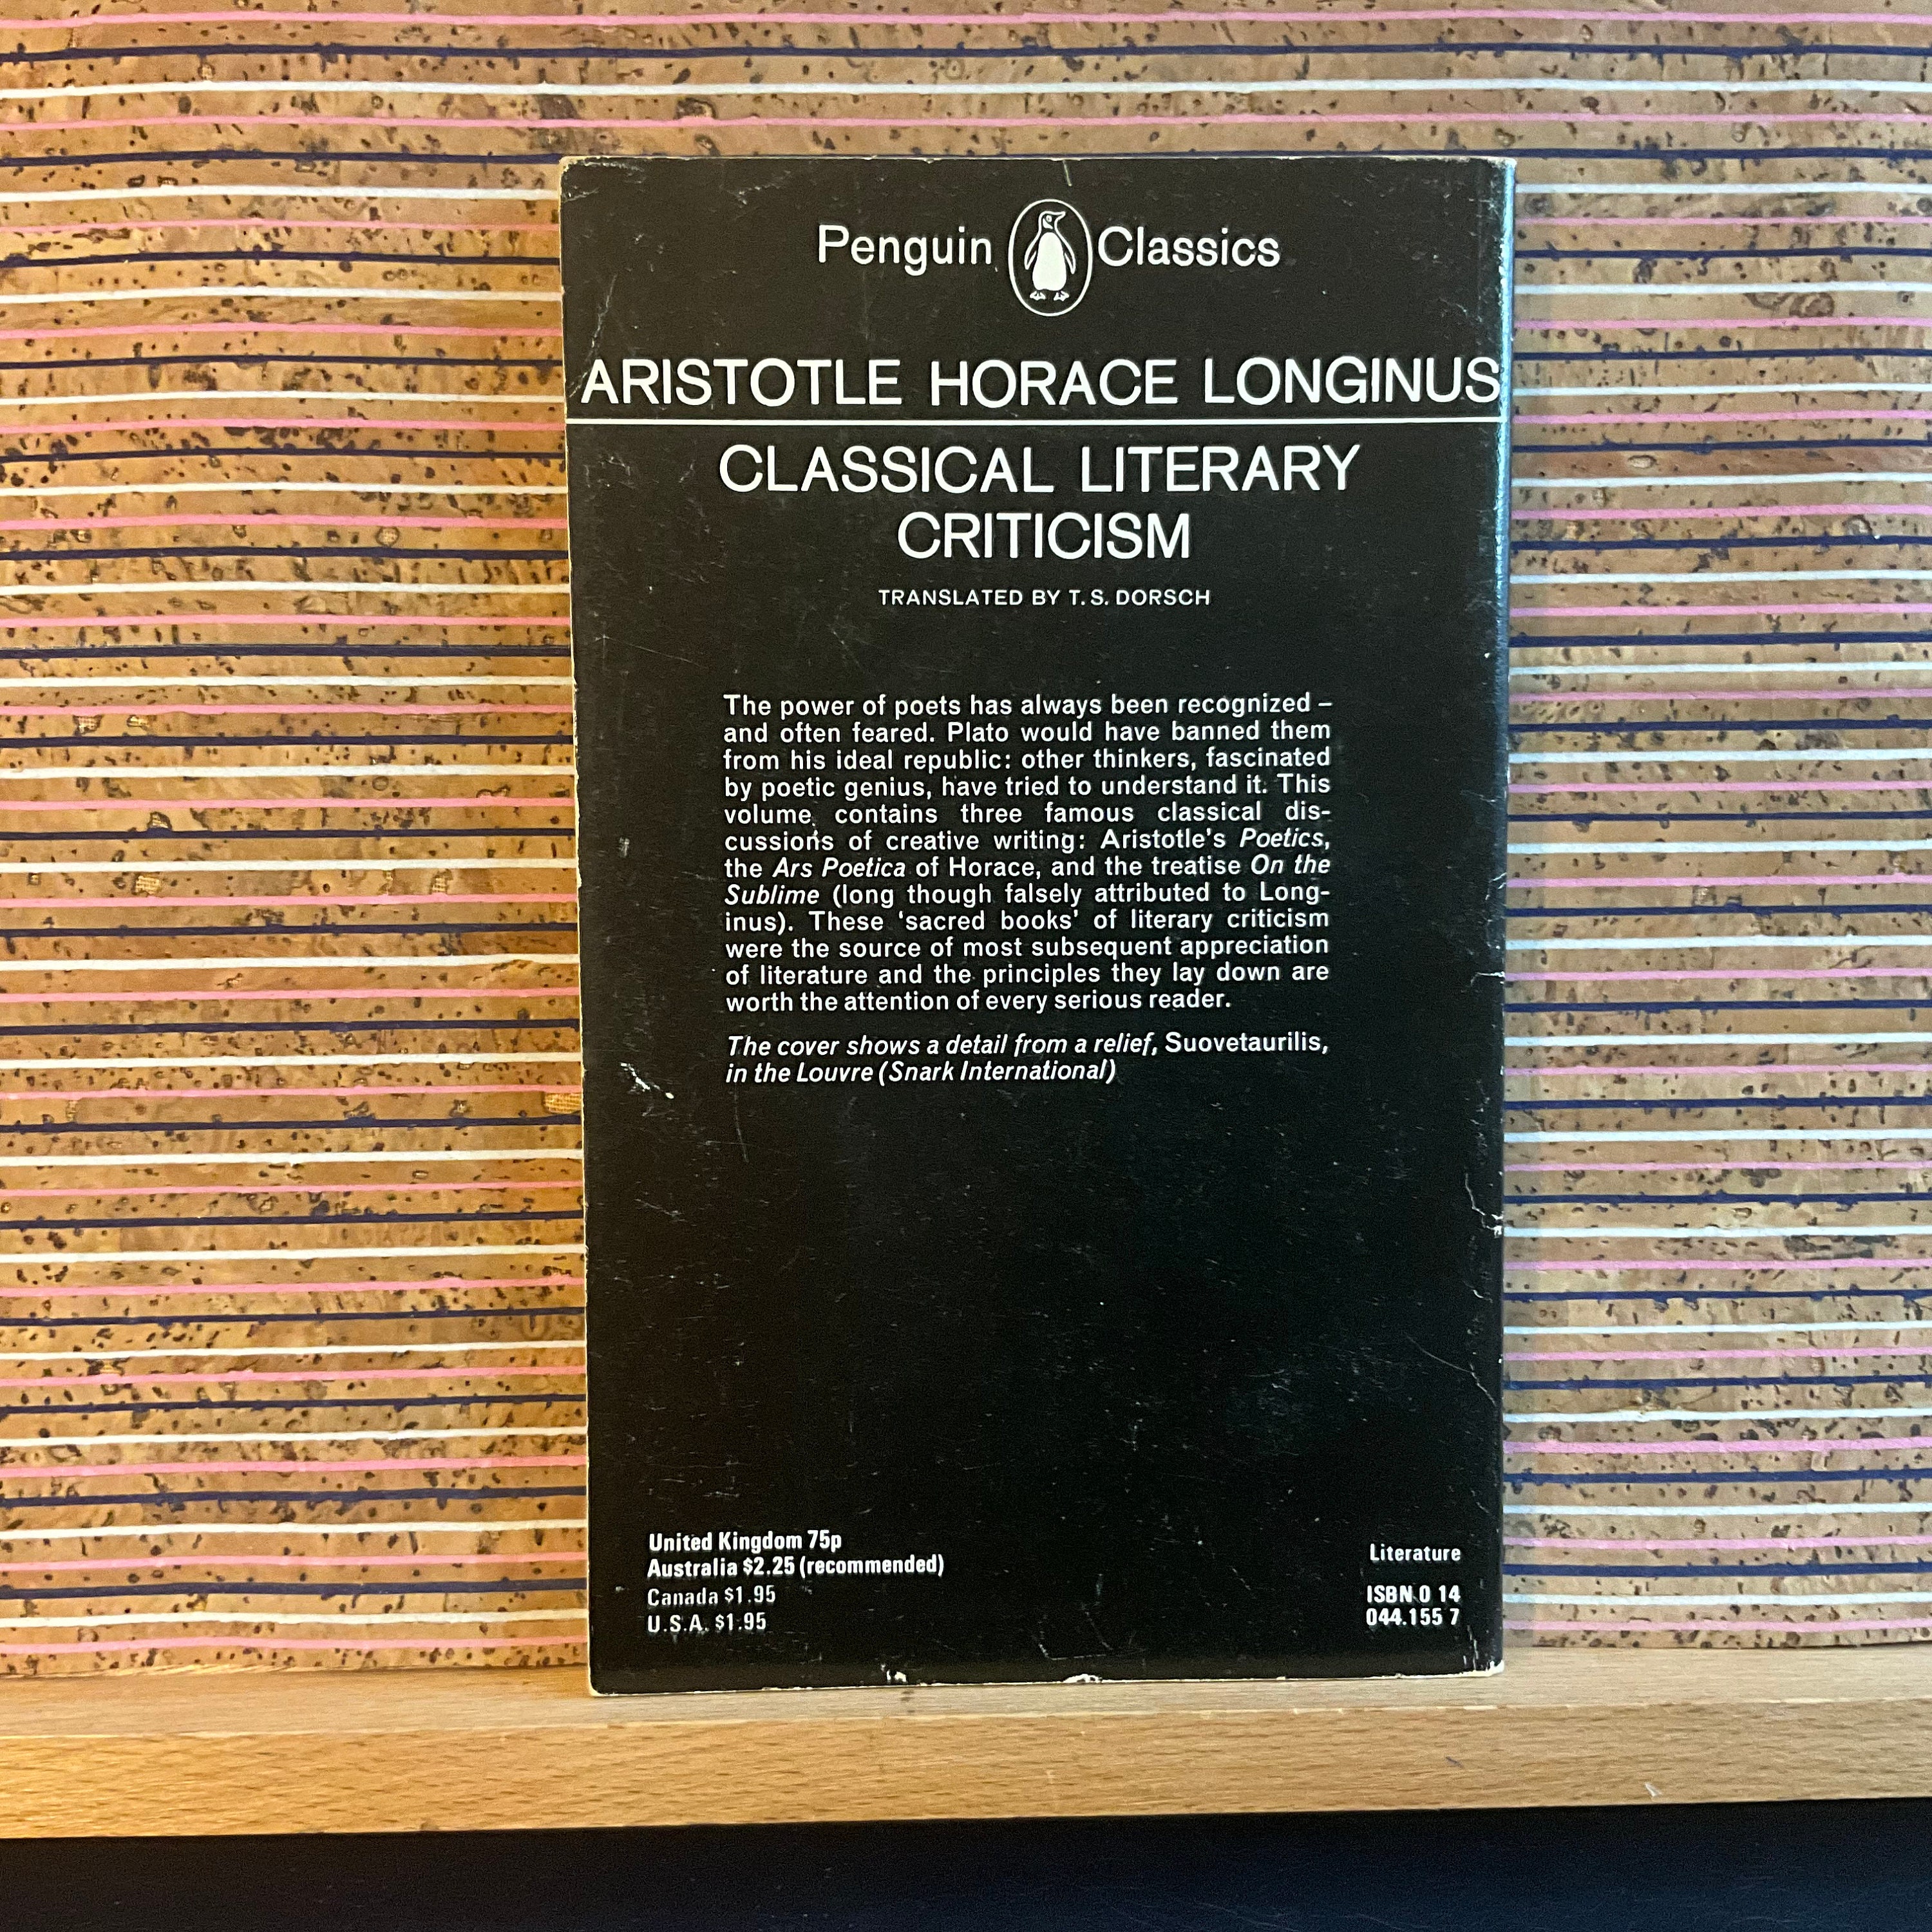 Penguin Classics
ARISTOTLE HORACE LONGINUS
CLASSICAL LITERARY
CRITICISM
TRANSLATED BY T. S. DORSCH
The power of poets has always been recognized –
and often feared. Plato would have banned them
from his ideal republic: other thinkers, fascinated
by poetic genius, have tried to understand it. This
volume contains three famous classical dis-
cussions of creative writing: Aristotle's Poetics,
the Ars Poetica of Horace, and the treatise On the
Sublime (long though falsely attributed to Long-
inus). These ‘sacred books’ of literary criticism
were the source of most subsequent appreciation
of literature and the principles they lay down are
worth the attention of every serious reader.
The cover shows a detail from a relief, Suovetaurilis,
in the Louvre (Snark International)
United Kingdom 75p
Australia $2.25 (recommended)
Canada $1.95
U.S.A. $1.95
Literature
ISBN 0 14
044.155 7